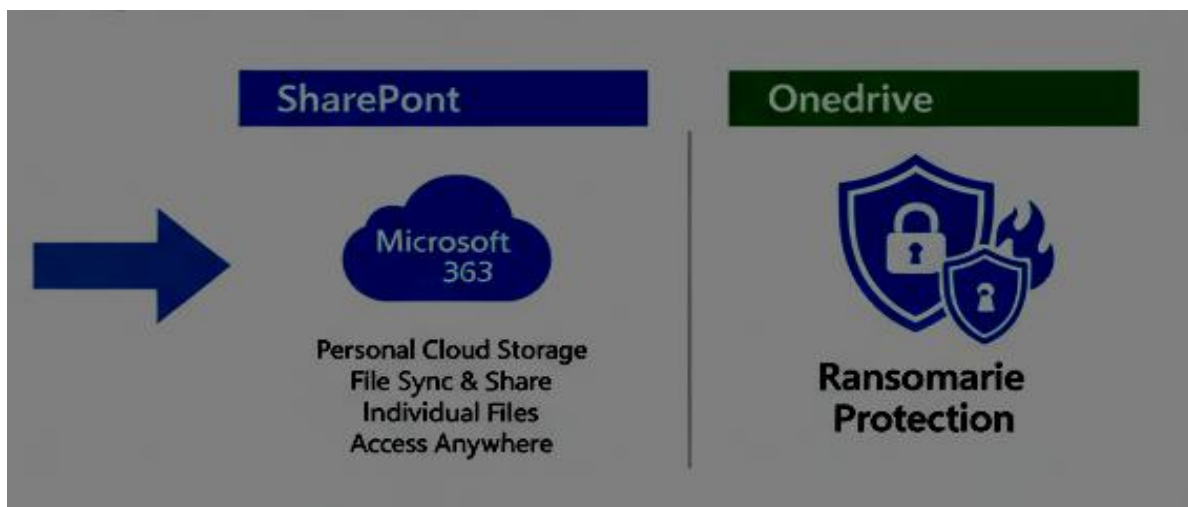 SharePont
Microsoft
363
Personal Cloud Storage
File Sync & Share
Individual Files
Access Anywhere
Onedrive
Ransomarie
Protection